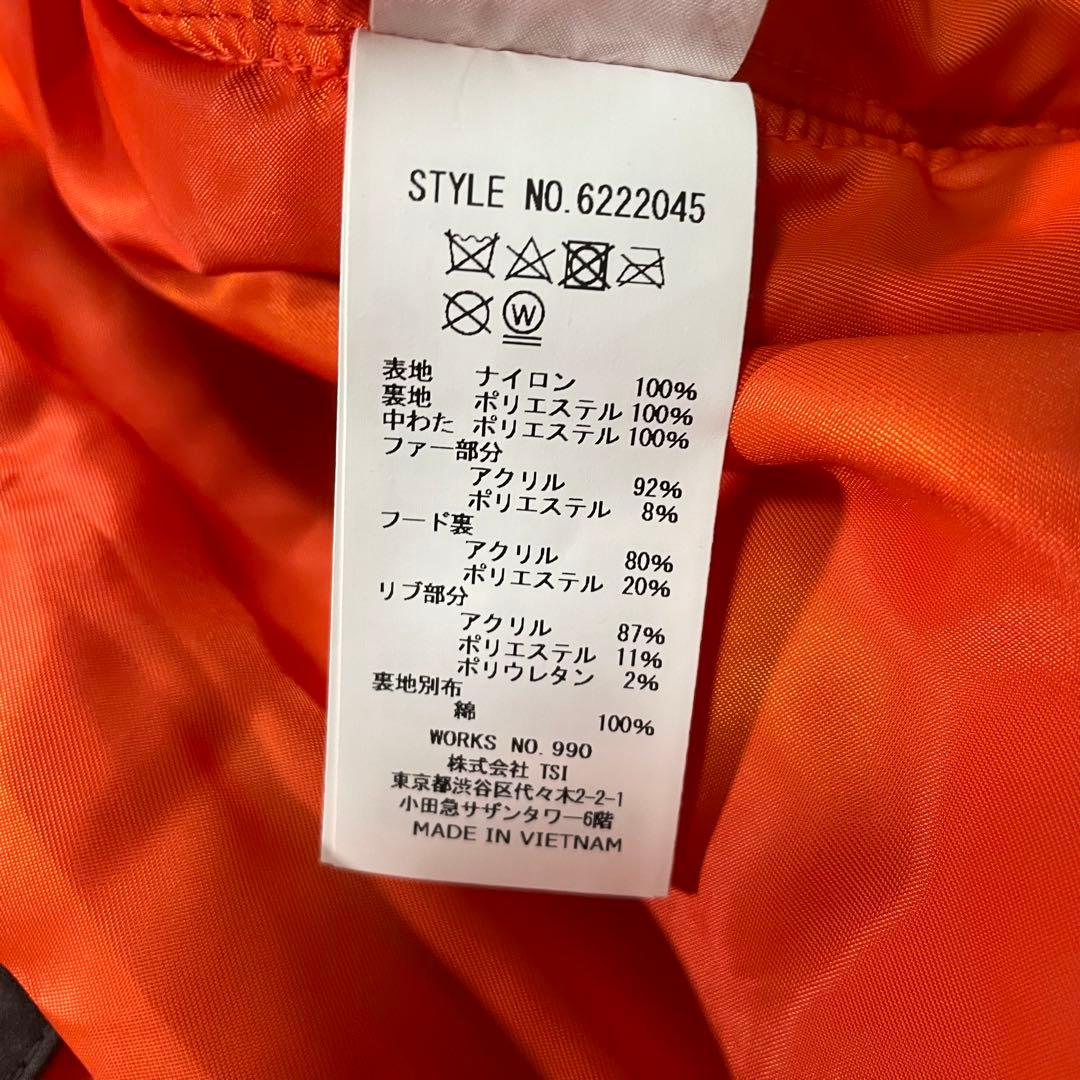 STYLE NO.6222045
W
表地 ナイロン 100%
裏地 ポリエステル 100%
中わた ポリエステル 100%
ファー部分
アクリル 92%
ポリエステル 8%
フード裏
アクリル 80%
ポリエステル 20%
リブ部分
アクリル 87%
ポリエステル 11%
ポリウレタン 2%
裏地別布
綿 100%
WORKS NO.990
株式会社 TSI
東京都渋谷区代々木2-2-1
小田急サザンタワー6階
MADE IN VIETNAM